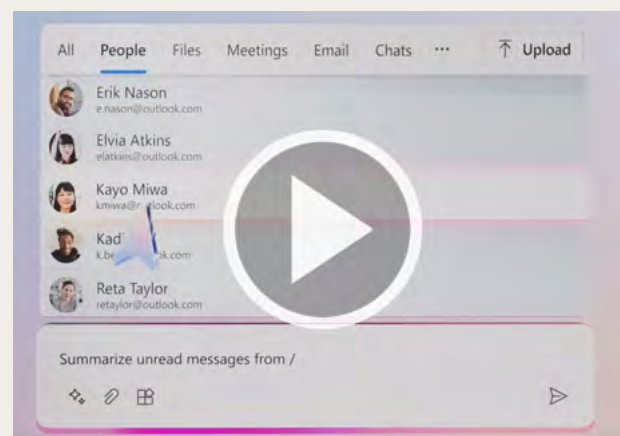 All People Files Meetings Email Chats ••• Upload
Erik Nason
e.nason@outlook.com
Elvia Atkins
elatkins@outlook.com
Kayo Miwa
Reta Taylor
retaylor@outlook.com
Summarize unread messages from /